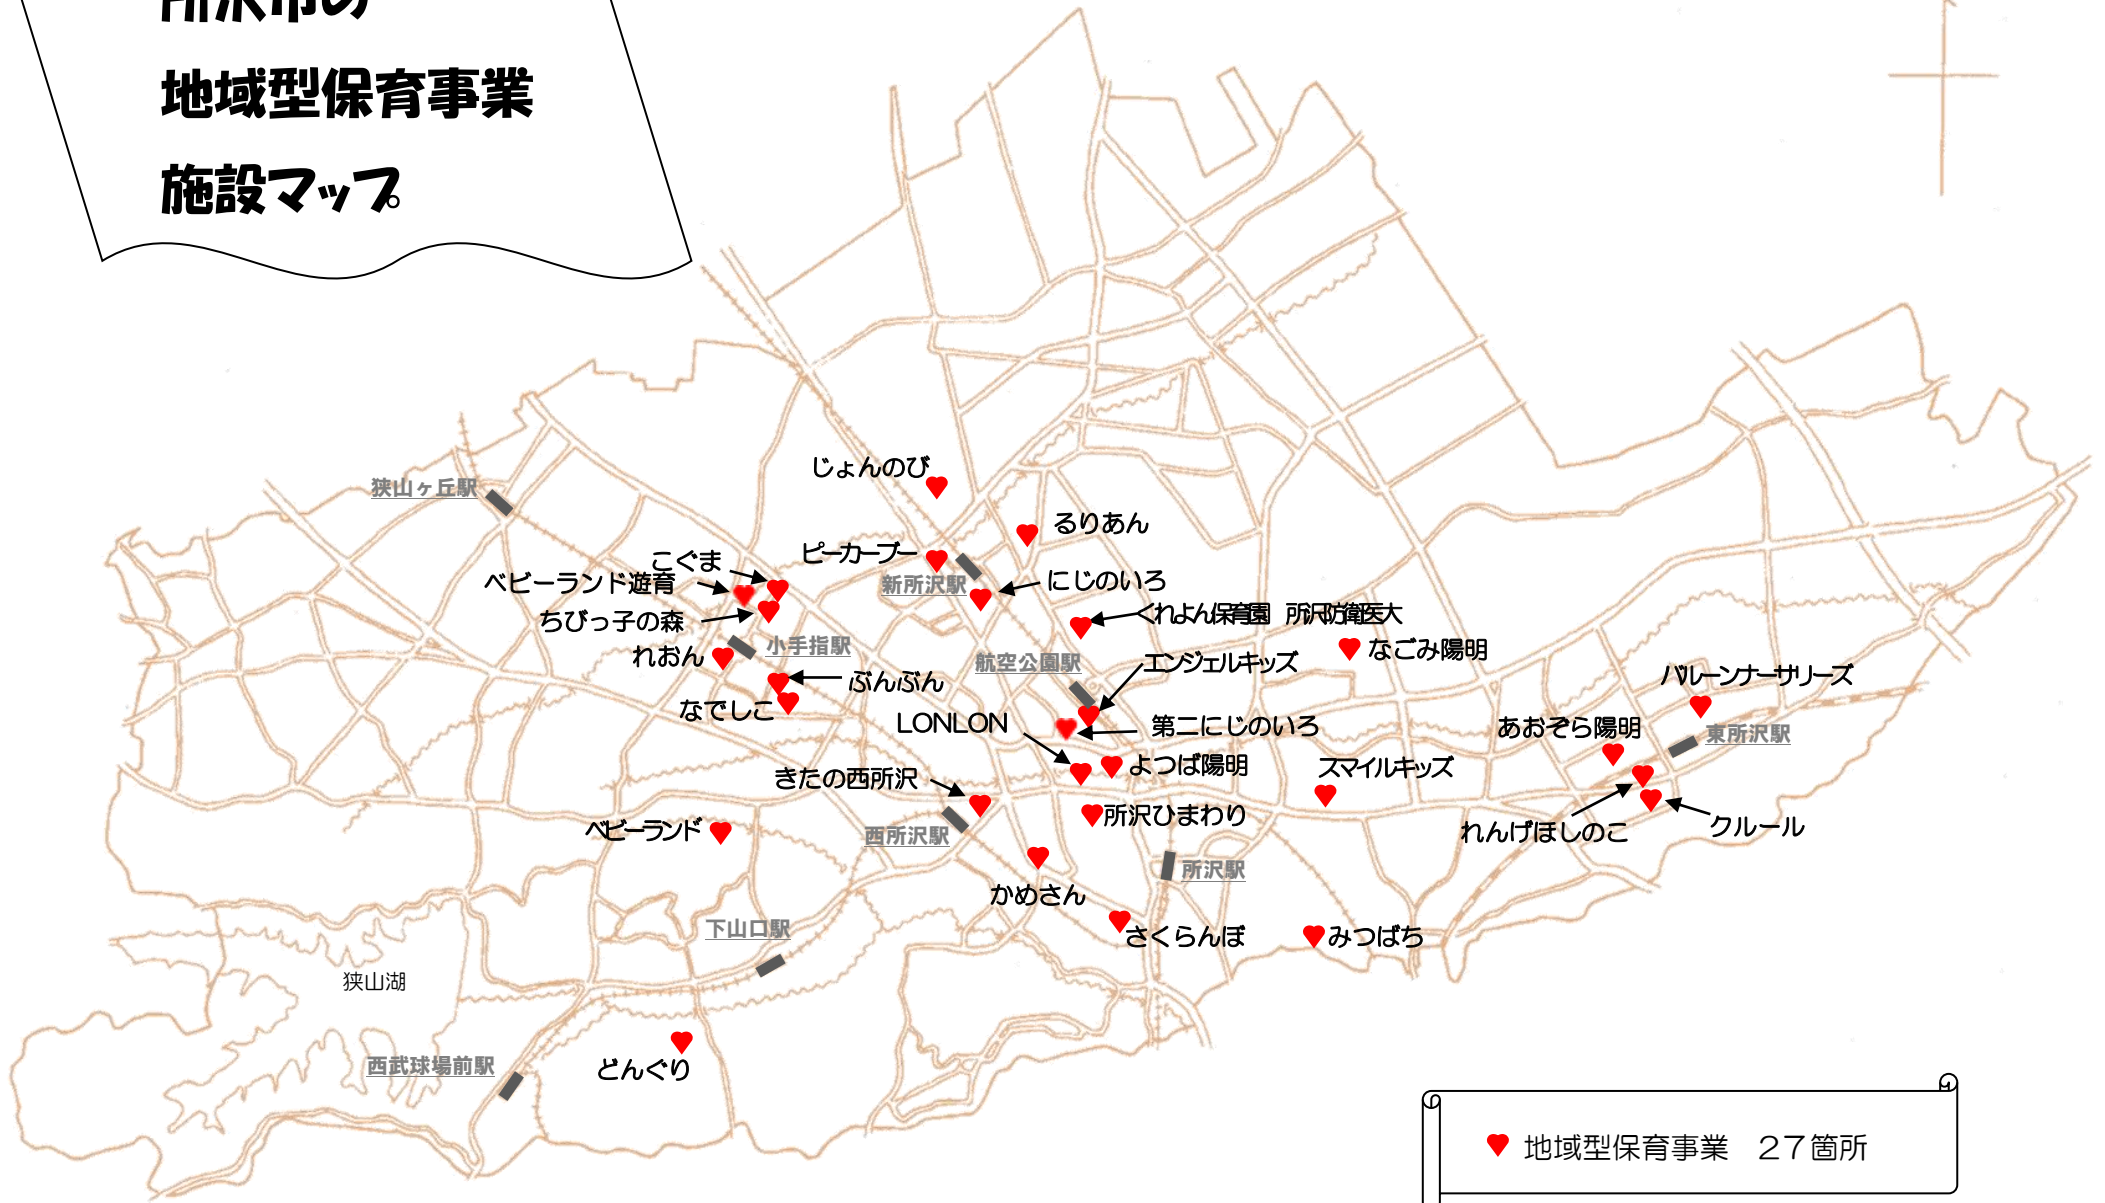 所沢市の
地域型保育事業
施設マップ
じょんのび
狭山ヶ丘駅
るりあん
ピーカーブー
こぐま
ベビーランド遊育
新所沢駅
にじのいろ
ちびっ子の森
くれよん保育園 所沢防衛医大
小手指駅
なごみ陽明
れおん
航空公園駅
エンジェルキッズ
バルーンナーサリーズ
ぶんぶん
なでしこ
LONLON
第二にじのいろ
あおぞら陽明
東所沢駅
よつば陽明
スマイルキッズ
きたの西所沢
所沢ひまわり
ベビーランド
西所沢駅
れんげほしのこ
クルール
所沢駅
かめさん
下山口駅
さくらんぼ
みつばち
狭山湖
西武球場前駅
どんぐり
地域型保育事業 27箇所